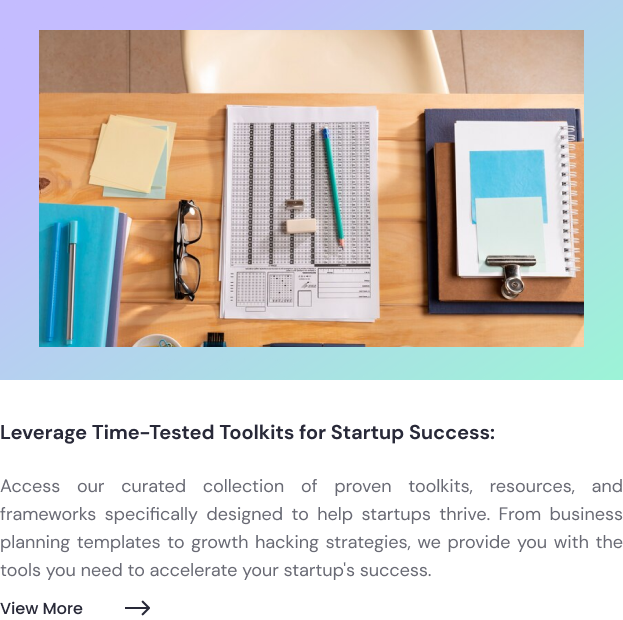 Leverage Time-Tested Toolkits for Startup Success:
Access our curated collection of proven toolkits, resources, and
frameworks specifically designed to help startups thrive. From business
planning templates to growth hacking strategies, we provide you with the
tools you need to accelerate your startup's success.
View More